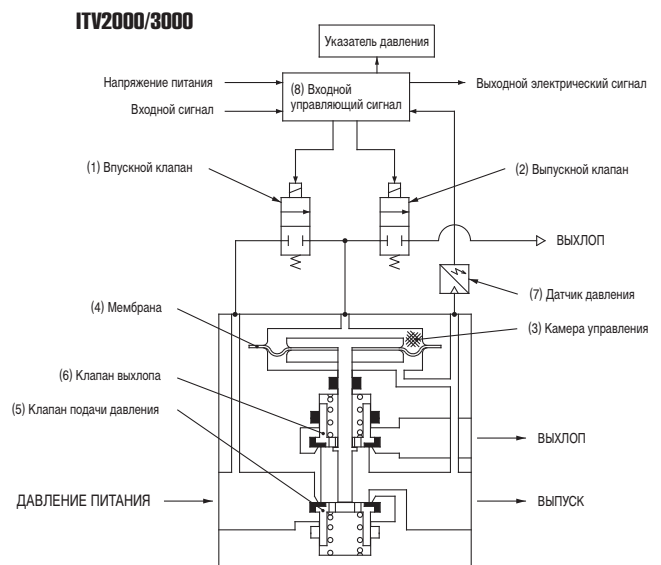 ITV2000/3000
Указатель давления
Напряжение питания
(8) Входной
управляющий сигнал
Выходной электрический сигнал
Входной сигнал
(1) Впускной клапан
(2) Выпускной клапан
ВЫХЛОП
(7) Датчик давления
(4) Мембрана
(3) Камера управления
(6) Клапан выхлопа
(5) Клапан подачи давления
ВЫХЛОП
ДАВЛЕНИЕ ПИТАНИЯ
ВЫПУСК